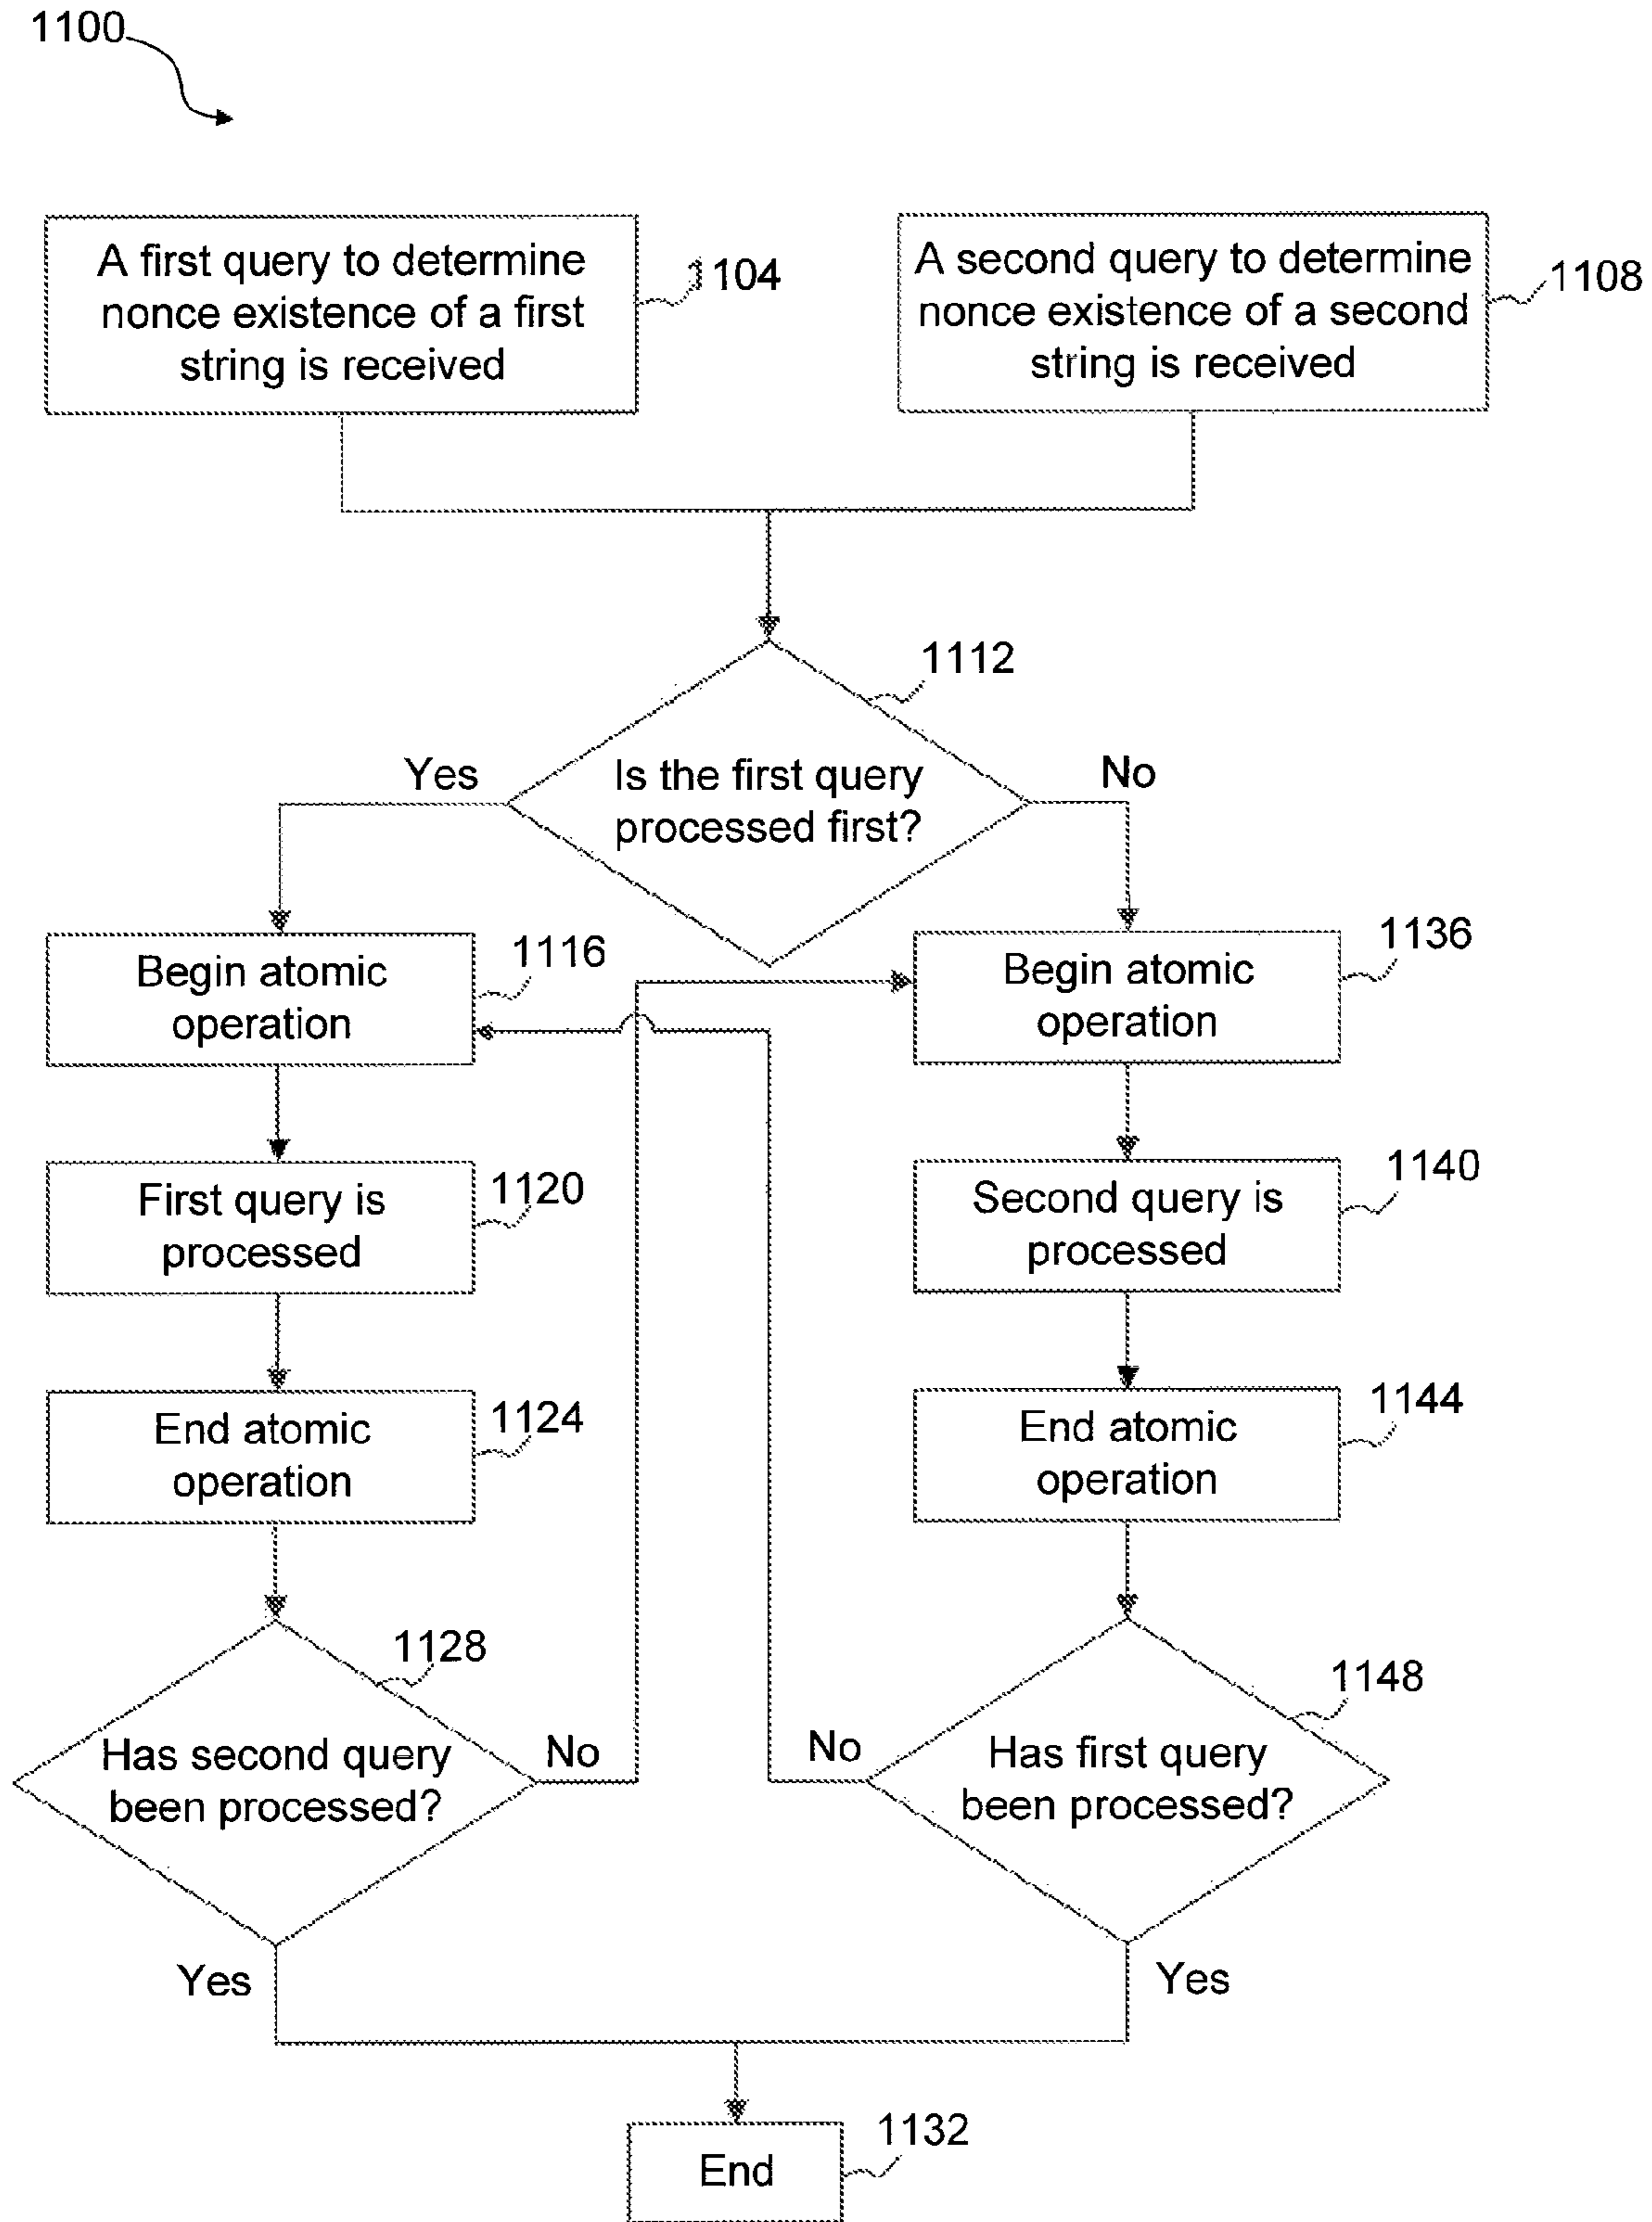 1100
A first query to determine
nonce existence of a first
string is received
1104
A second query to determine
nonce existence of a second
string is received
1108
1112
Is the first query
processed first?
Yes
No
Begin atomic
operation
1116
Begin atomic
operation
1136
First query is
processed
1120
Second query is
processed
1140
End atomic
operation
1124
End atomic
operation
1144
1128
Has second query
been processed?
No
1148
Has first query
been processed?
No
Yes
Yes
End
1132